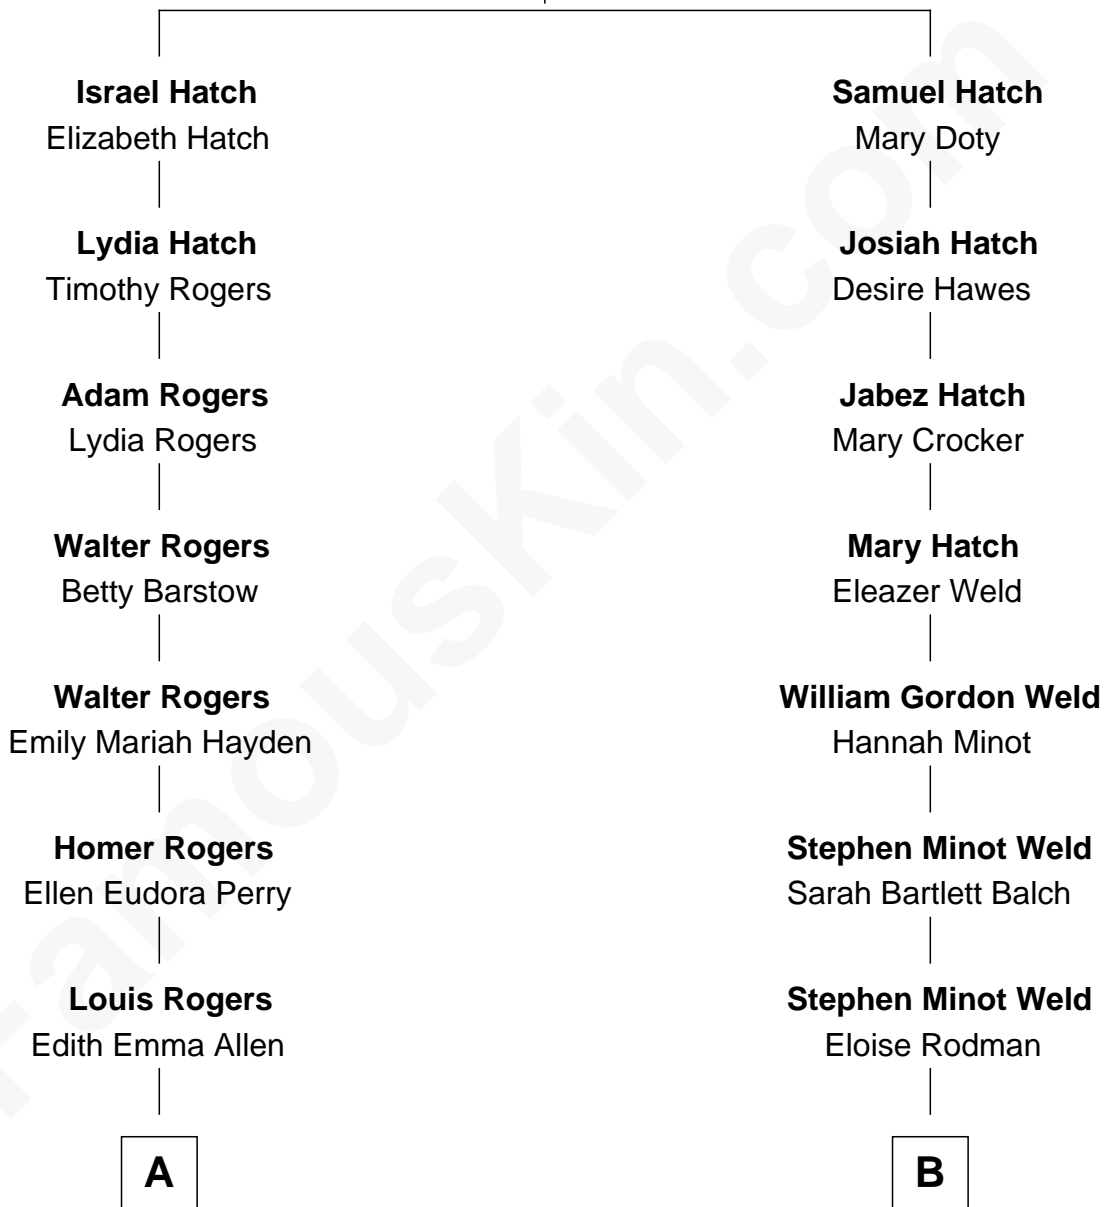 Israel Hatch
Elizabeth Hatch
Lydia Hatch
Timothy Rogers
Adam Rogers
Lydia Rogers
Walter Rogers
Betty Barstow
Walter Rogers
Emily Mariah Hayden
Homer Rogers
Ellen Eudora Perry
Louis Rogers
Edith Emma Allen
A
Samuel Hatch
Mary Doty
Josiah Hatch
Desire Hawes
Jabez Hatch
Mary Crocker
Mary Hatch
Eleazer Weld
William Gordon Weld
Hannah Minot
Stephen Minot Weld
Sarah Bartlett Balch
Stephen Minot Weld
Eloise Rodman
B
FamousKin.com